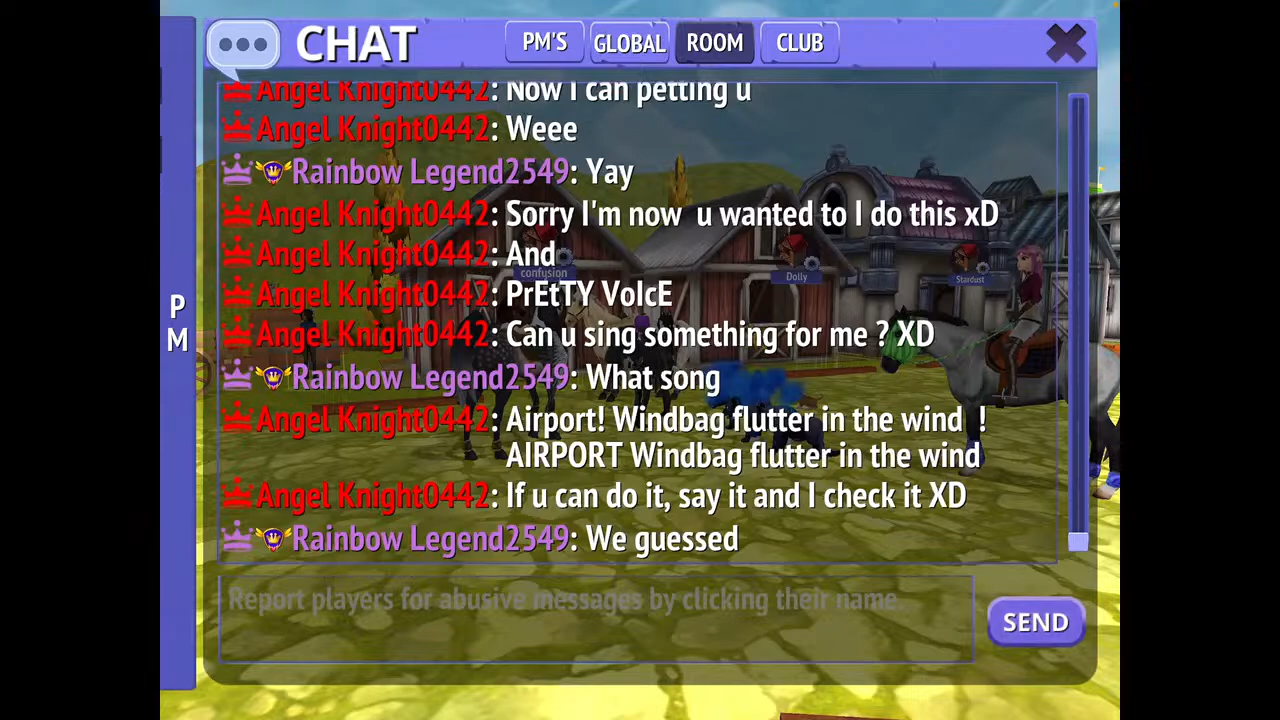 CHAT
PM'S
GLOBAL
ROOM
CLUB
Angel Knight0442: Now I can petting u
Angel Knight0442: Weee
Rainbow Legend2549: Yay
Angel Knight0442: Sorry I'm now u wanted to I do this xD
Angel Knight0442: And
Angel Knight0442: PrEtTY VoIcE
Angel Knight0442: Can u sing something for me ? XD
Rainbow Legend2549: What song
Angel Knight0442: Airport! Windbag flutter in the wind !
AIRPORT Windbag flutter in the wind
Angel Knight0442: If u can do it, say it and I check it XD
Rainbow Legend2549: We guessed
confusion
Dolly
Stardust
P
M
Report players for abusive messages by clicking their name.
SEND